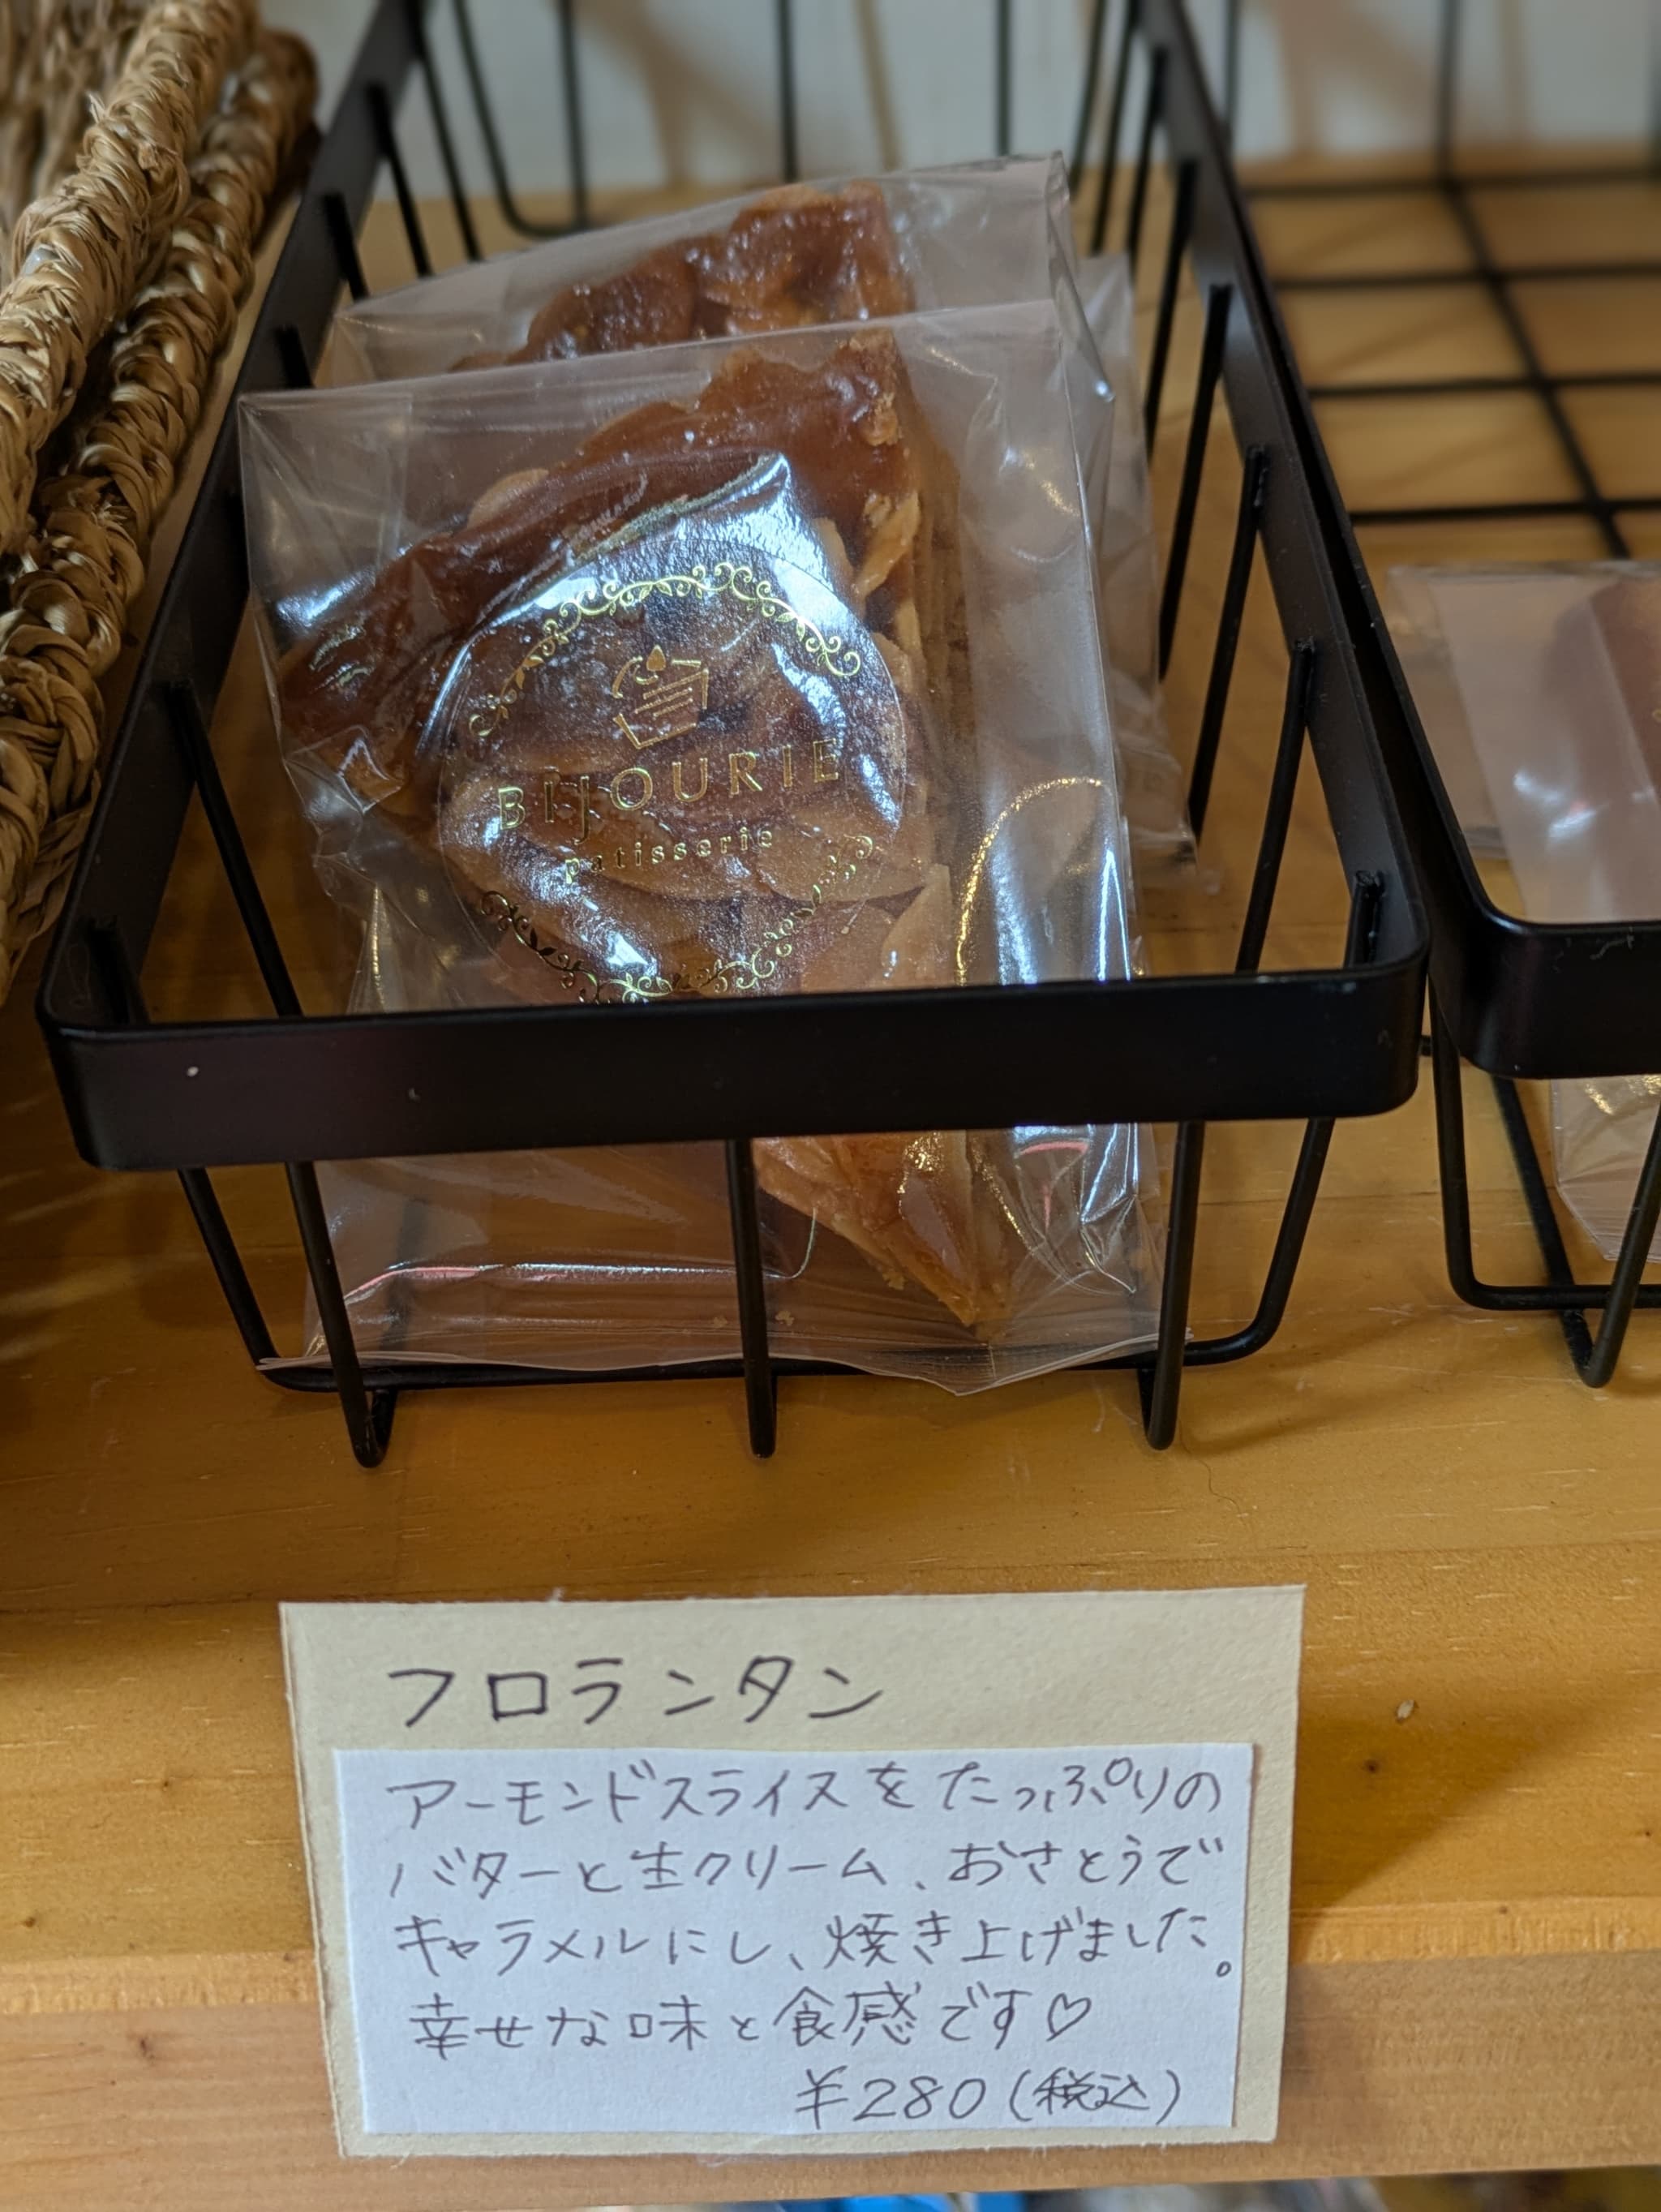 BIJOURIE
patisserie
フロランタン
アーモンドスライスをたっぷりの
バターと生クリーム、おさとうで
キャラメルにし、焼き上げました。
幸せな味と食感です♡
¥280(税込)